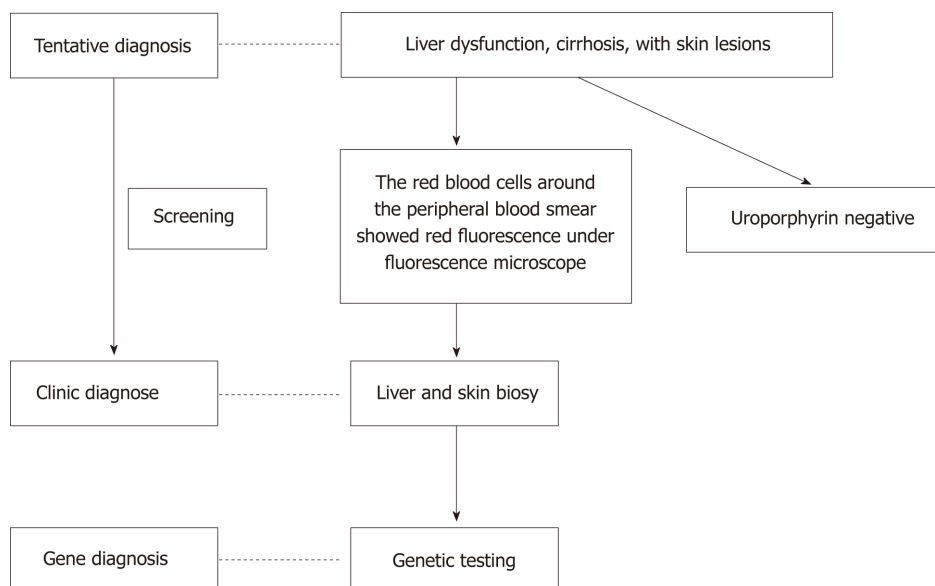 Tentative diagnosis
Liver dysfunction, cirrhosis, with skin lesions
Screening
The red blood cells around
the peripheral blood smear
showed red fluorescence under
fluorescence microscope
Uroporphyrin negative
Clinic diagnose
Liver and skin biosy
Gene diagnosis
Genetic testing